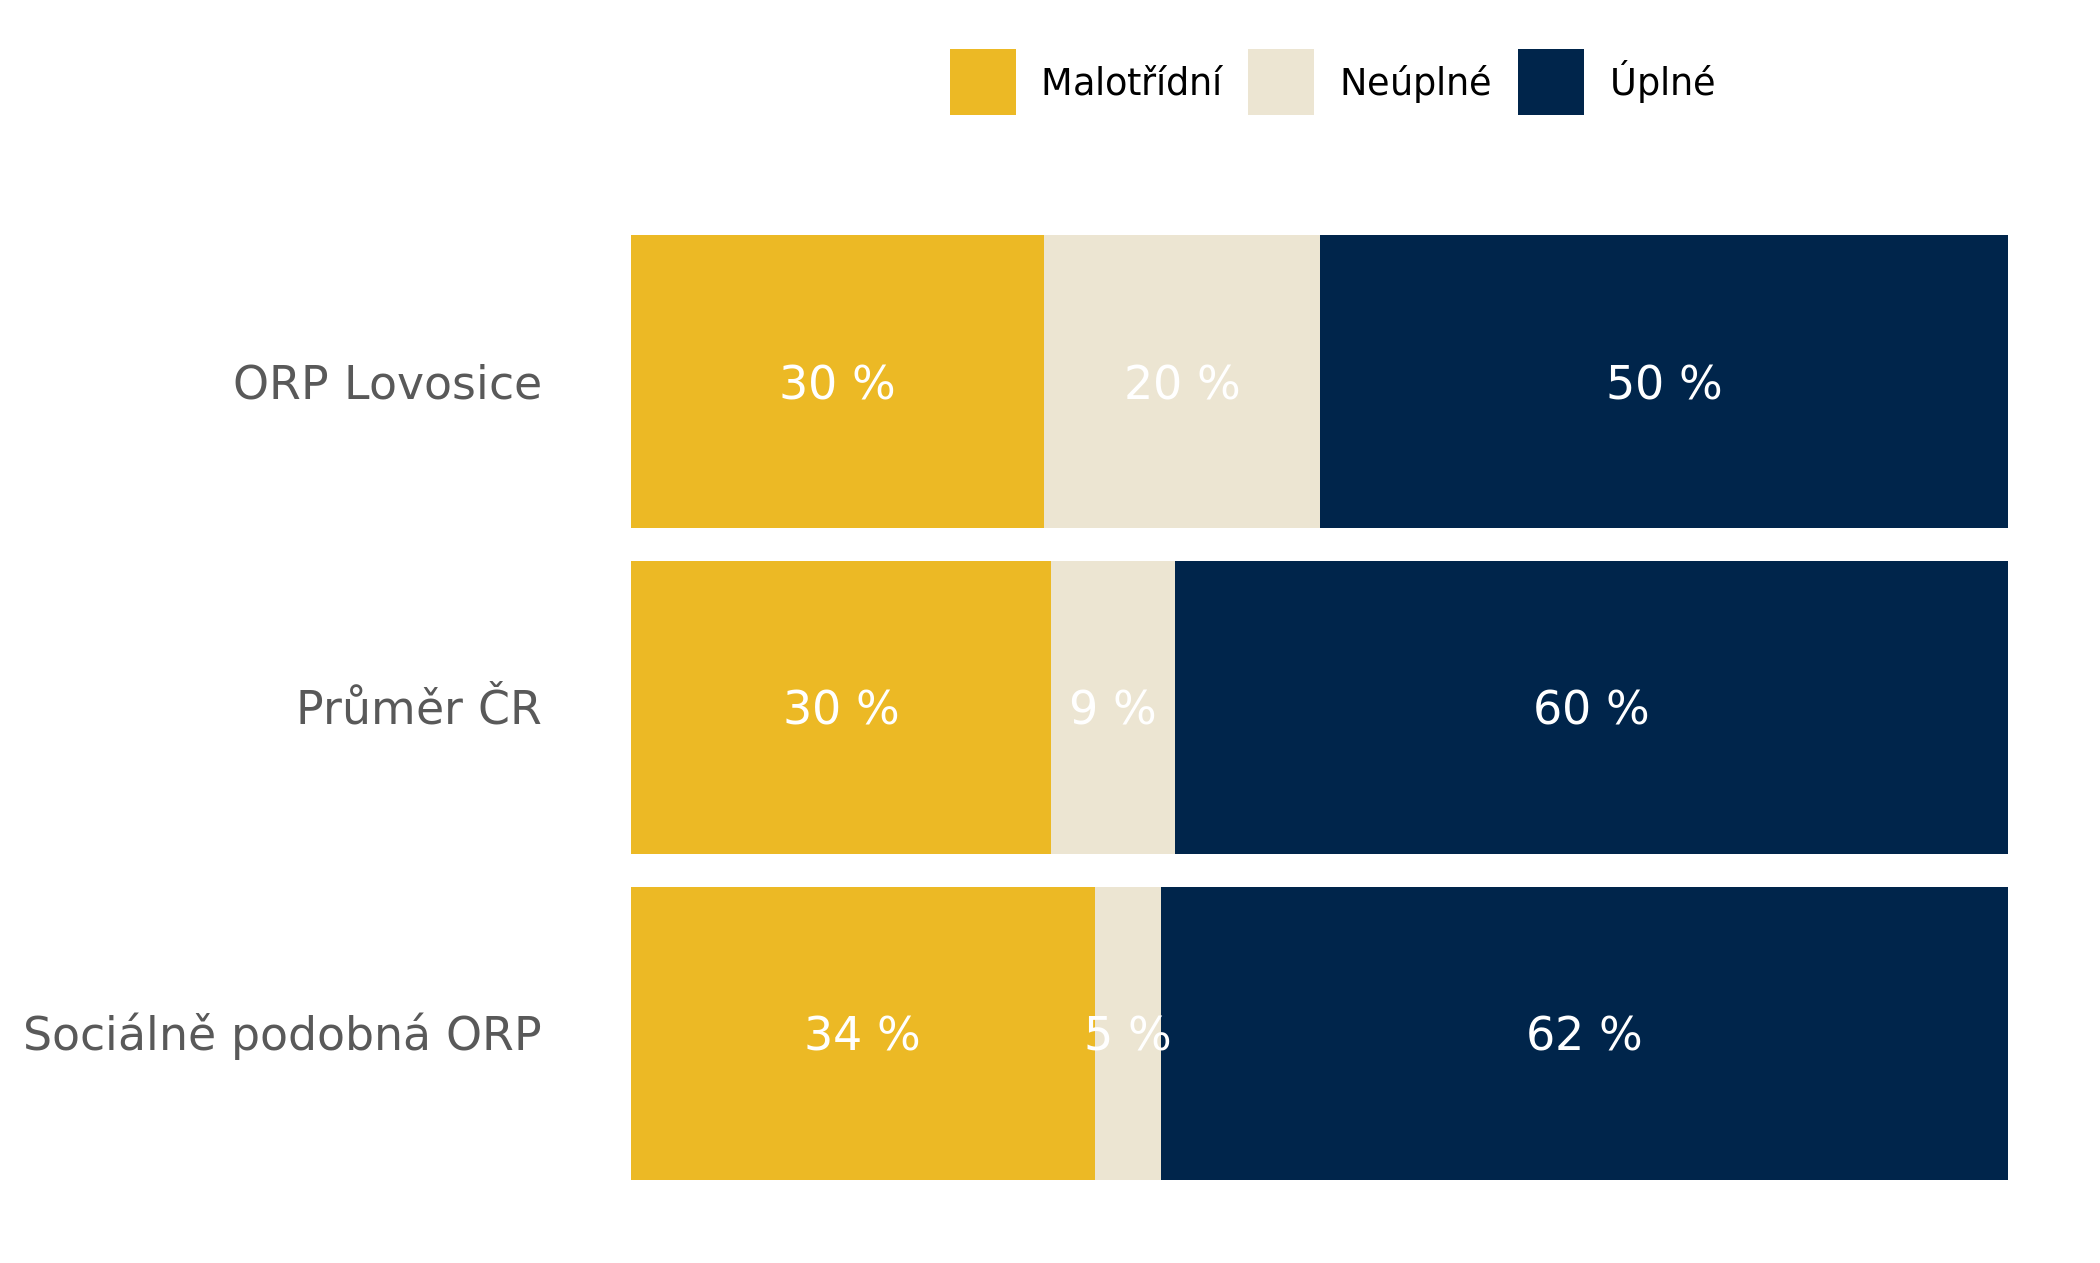 Malotřídní Neúplné Úplné
ORP Lovosice 30 % 20 % 50 %
Průměr ČR 30 % 9 % 60 %
Sociálně podobná ORP 34 % 5 % 62 %